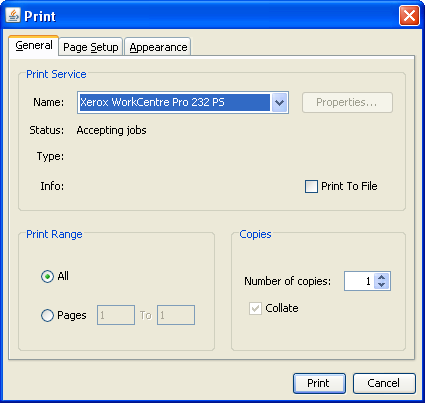 Print
General Page Setup Appearance
Print Service
Name: Xerox WorkCentre Pro 232 PS Properties...
Status: Accepting jobs
Type:
Info: Print To File
Print Range
All
Pages 1 To 1
Copies
Number of copies: 1
Collate
Print Cancel